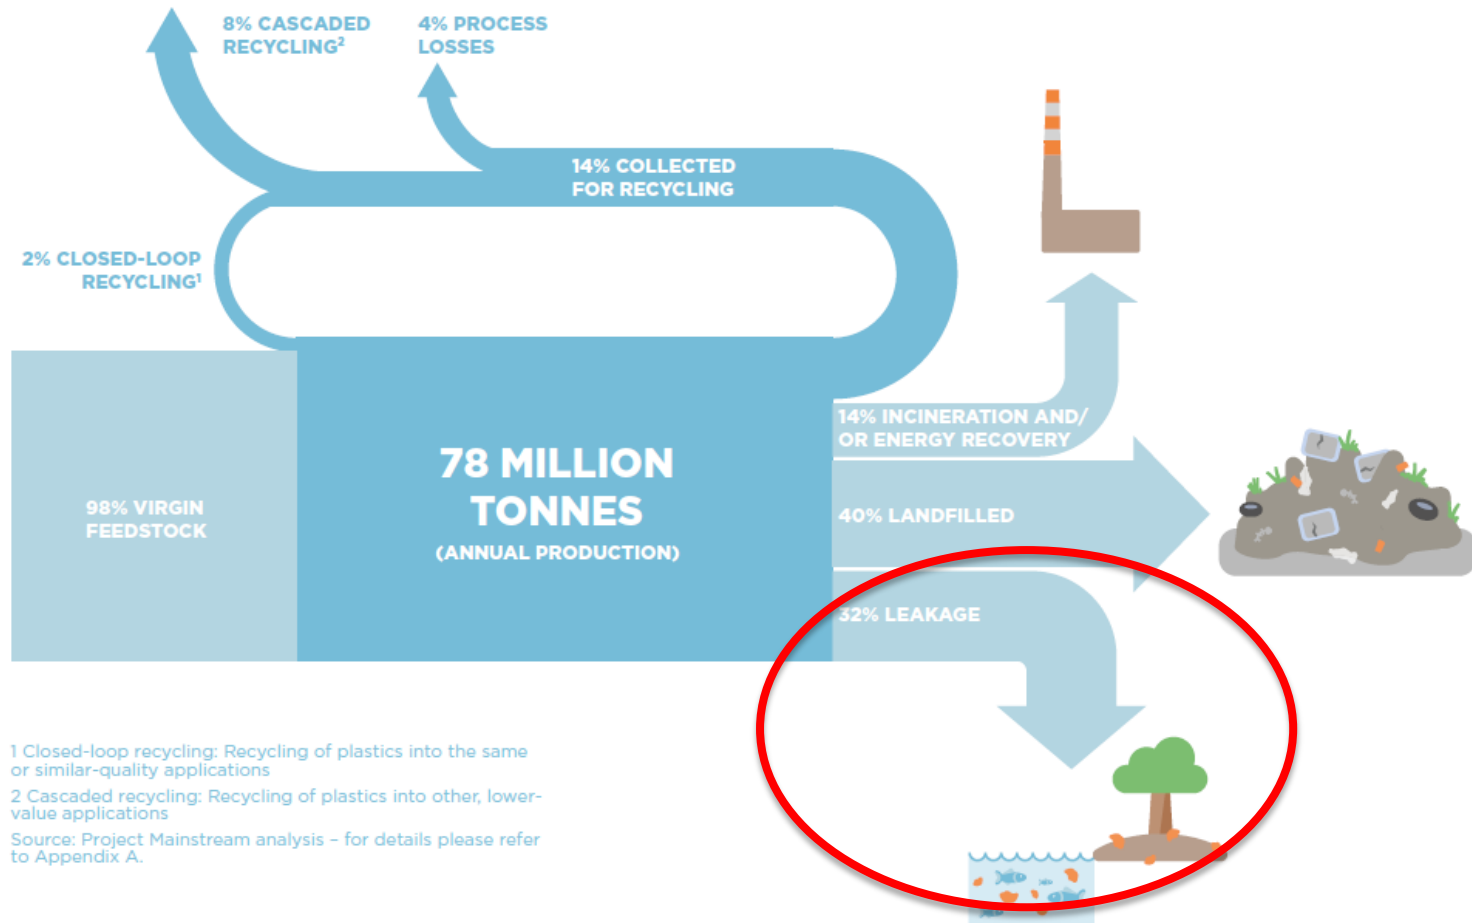 8% CASCADED
RECYCLING²
4% PROCESS
LOSSES
14% COLLECTED
FOR RECYCLING
2% CLOSED-LOOP
RECYCLING¹
98% VIRGIN
FEEDSTOCK
78 MILLION
TONNES
(ANNUAL PRODUCTION)
14% INCINERATION AND/
OR ENERGY RECOVERY
40% LANDFILLED
32% LEAKAGE
1 Closed-loop recycling: Recycling of plastics into the same
or similar-quality applications
2 Cascaded recycling: Recycling of plastics into other, lower-
value applications
Source: Project Mainstream analysis – for details please refer
to Appendix A.